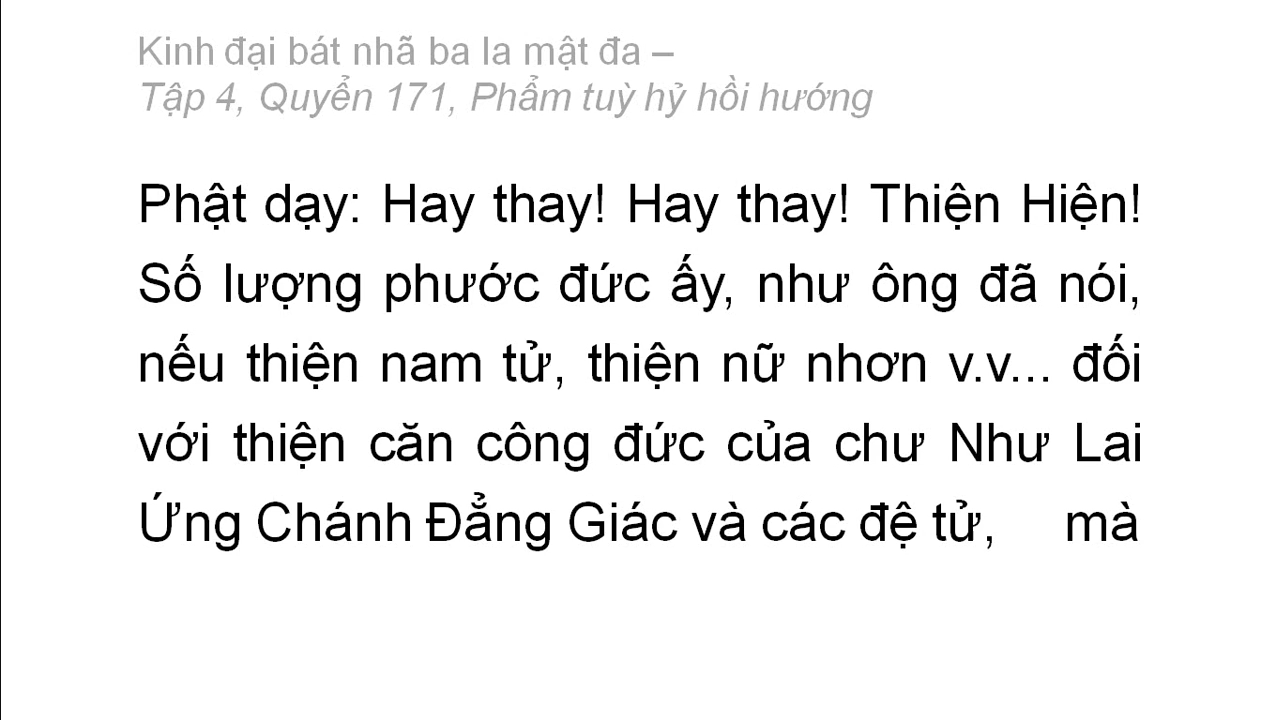 Kinh đại bát nhã ba la mật đa –
Tập 4, Quyển 171, Phẩm tuỳ hỷ hồi hướng
Phật dạy: Hay thay! Hay thay! Thiện Hiện!
Số lượng phước đức ấy, như ông đã nói,
nếu thiện nam tử, thiện nữ nhơn v.v... đối
với thiện căn công đức của chư Như Lai
Ứng Chánh Đẳng Giác và các đệ tử, mà